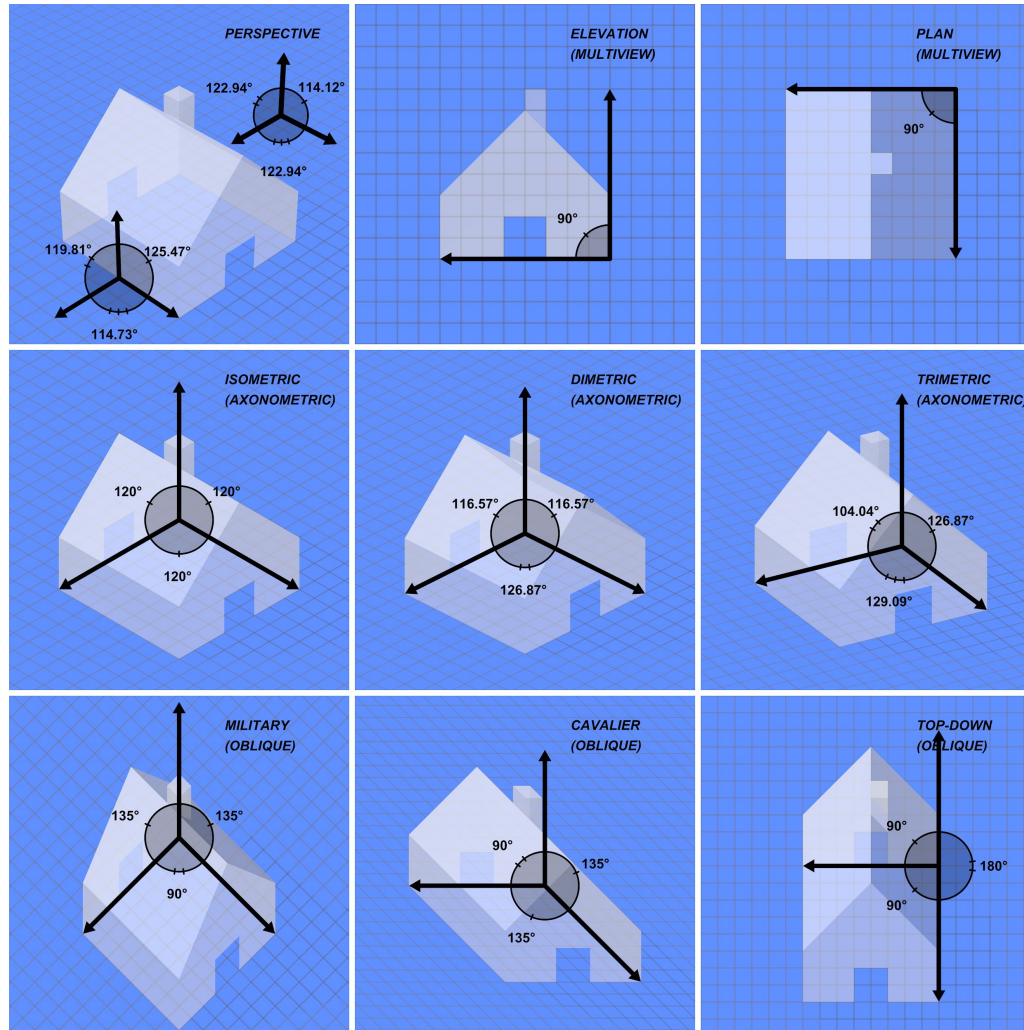 PERSPECTIVE
122.94°
114.12°
122.94°
119.81°
125.47°
114.73°
ELEVATION
(MULTIVIEW)
90°
PLAN
(MULTIVIEW)
90°
ISOMETRIC
(AXONOMETRIC)
120°
120°
120°
DIMETRIC
(AXONOMETRIC)
116.57°
116.57°
126.87°
TRIMETRIC
(AXONOMETRIC)
104.04°
126.87°
129.09°
MILITARY
(OBLIQUE)
135°
135°
90°
CAVALIER
(OBLIQUE)
90°
135°
135°
TOP-DOWN
(OBLIQUE)
90°
180°
90°